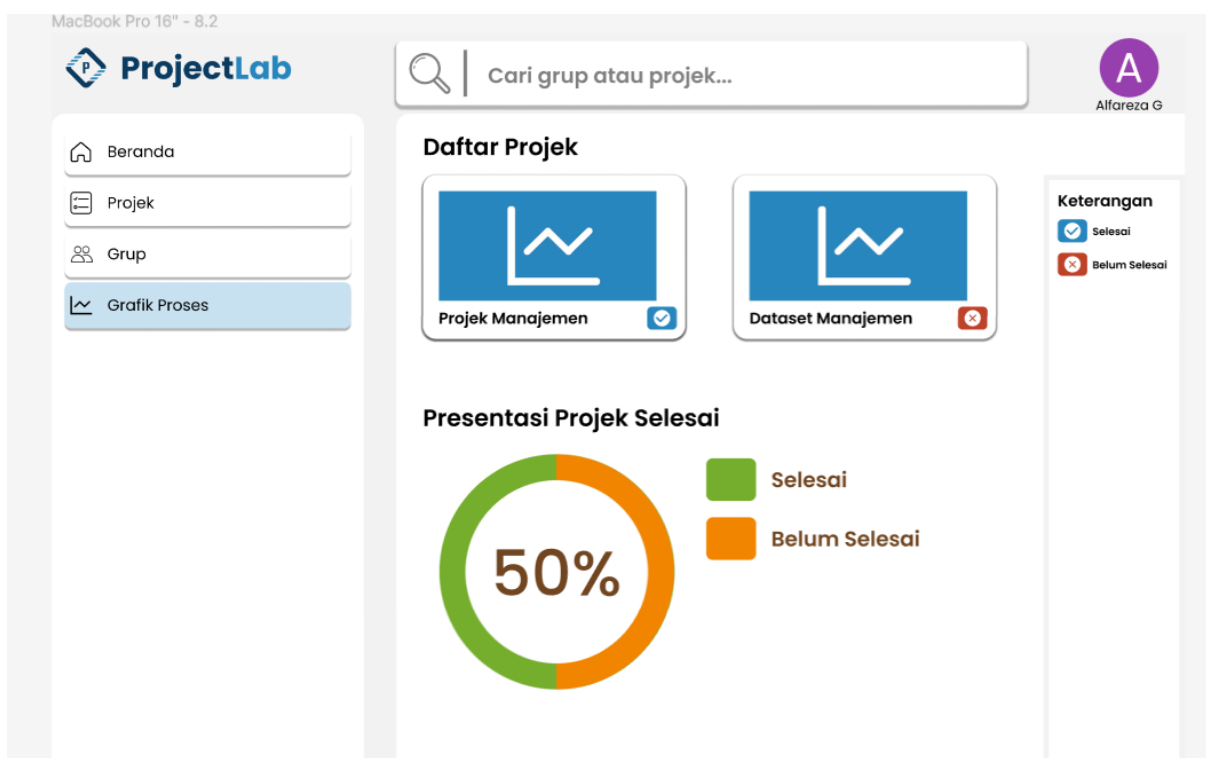 MacBook Pro 16" - 8.2
P
ProjectLab
Cari grup atau projek...
A
Alfareza G
Beranda
Projek
Grup
Grafik Proses
Daftar Projek
Projek Manajemen
Dataset Manajemen
Keterangan
Selesai
Belum Selesai
Presentasi Projek Selesai
50%
Selesai
Belum Selesai